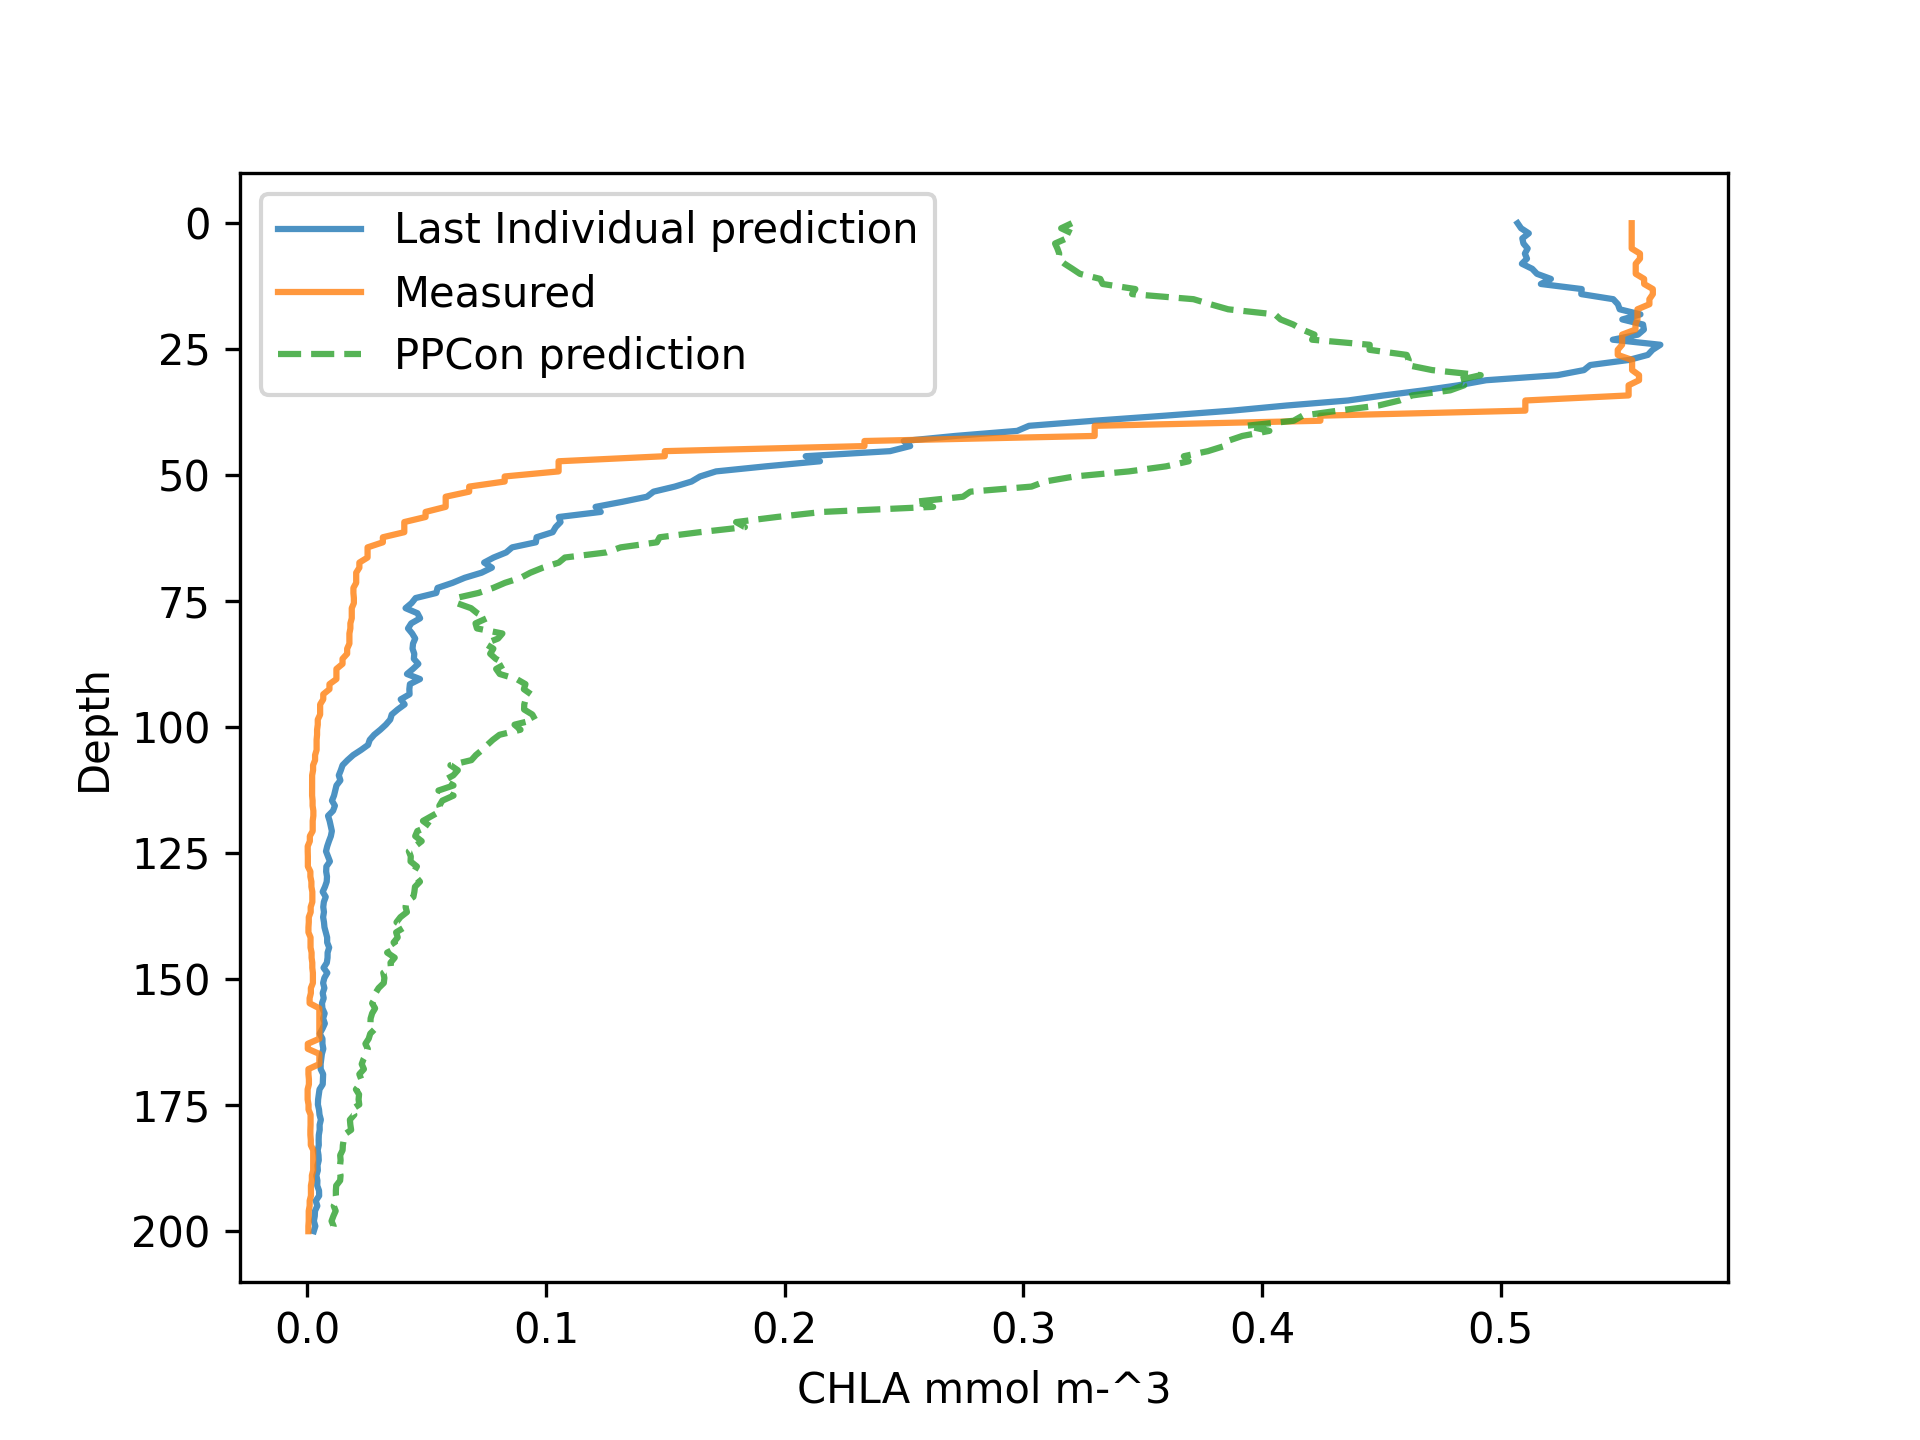 Last Individual prediction
Measured
PPCon prediction
0
25
50
75
100
125
150
175
200
Depth
0.0 0.1 0.2 0.3 0.4 0.5
CHLA mmol m-^3